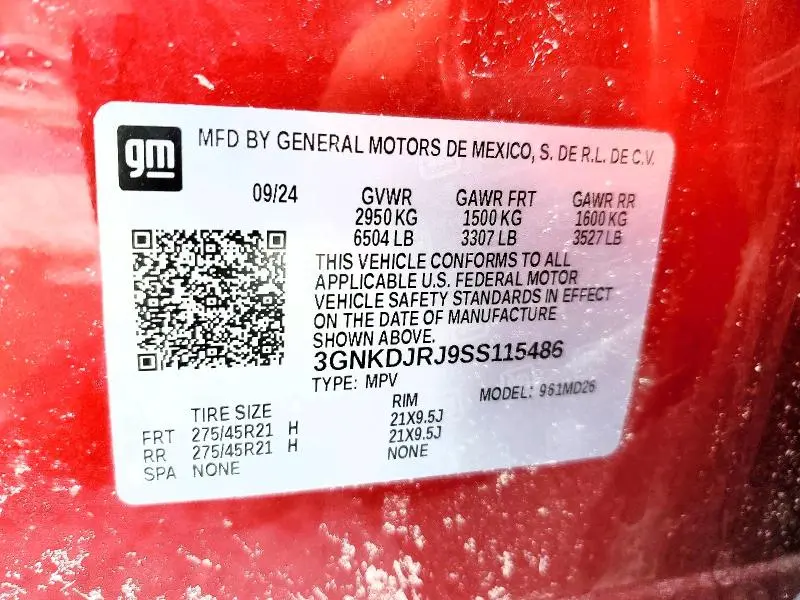 gm
MFD BY GENERAL MOTORS DE MEXICO, S. DE R.L. DE C.V.
09/24 GVWR GAWR FRT GAWR RR
2950 KG 1500 KG 1600 KG
6504 LB 3307 LB 3527 LB
THIS VEHICLE CONFORMS TO ALL
APPLICABLE U.S. FEDERAL MOTOR
VEHICLE SAFETY STANDARDS IN EFFECT
ON THE DATE OF MANUFACTURE
SHOWN ABOVE.
3GNKDJRJ9SS115486
TYPE: MPV MODEL: 961MD26
TIRE SIZE RIM
FRT 275/45R21 H 21X9.5J
RR 275/45R21 H 21X9.5J
SPA NONE NONE